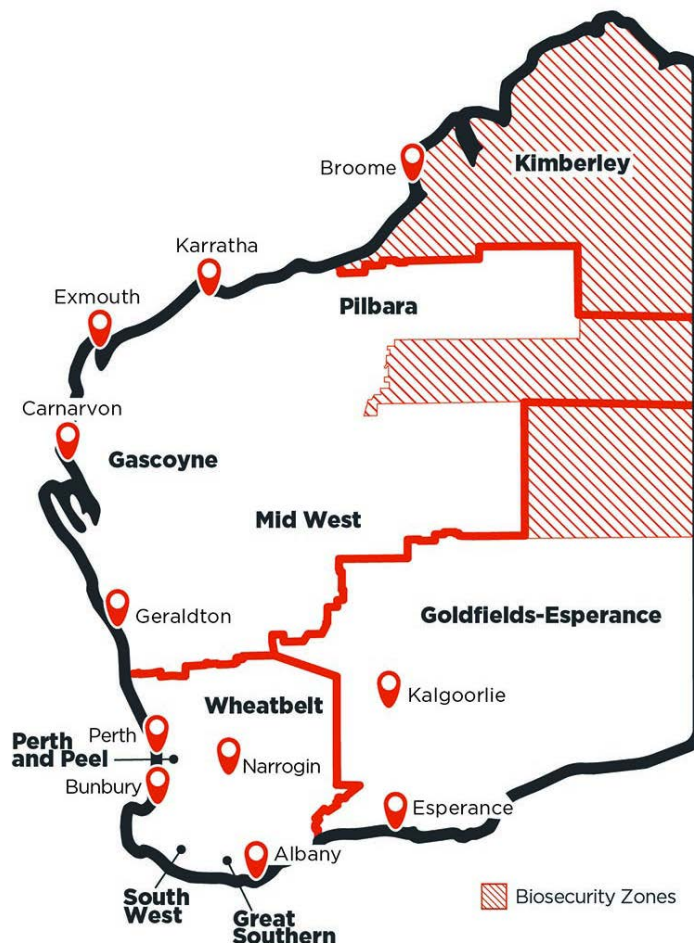 Kimberley
Broome
Karratha
Pilbara
Exmouth
Carnarvon
Gascoyne
Mid West
Geraldton
Goldfields-Esperance
Kalgoorlie
Wheatbelt
Perth
Perth
and Peel
Narrogin
Bunbury
Esperance
Albany
South
West
Great
Southern
Biosecurity Zones